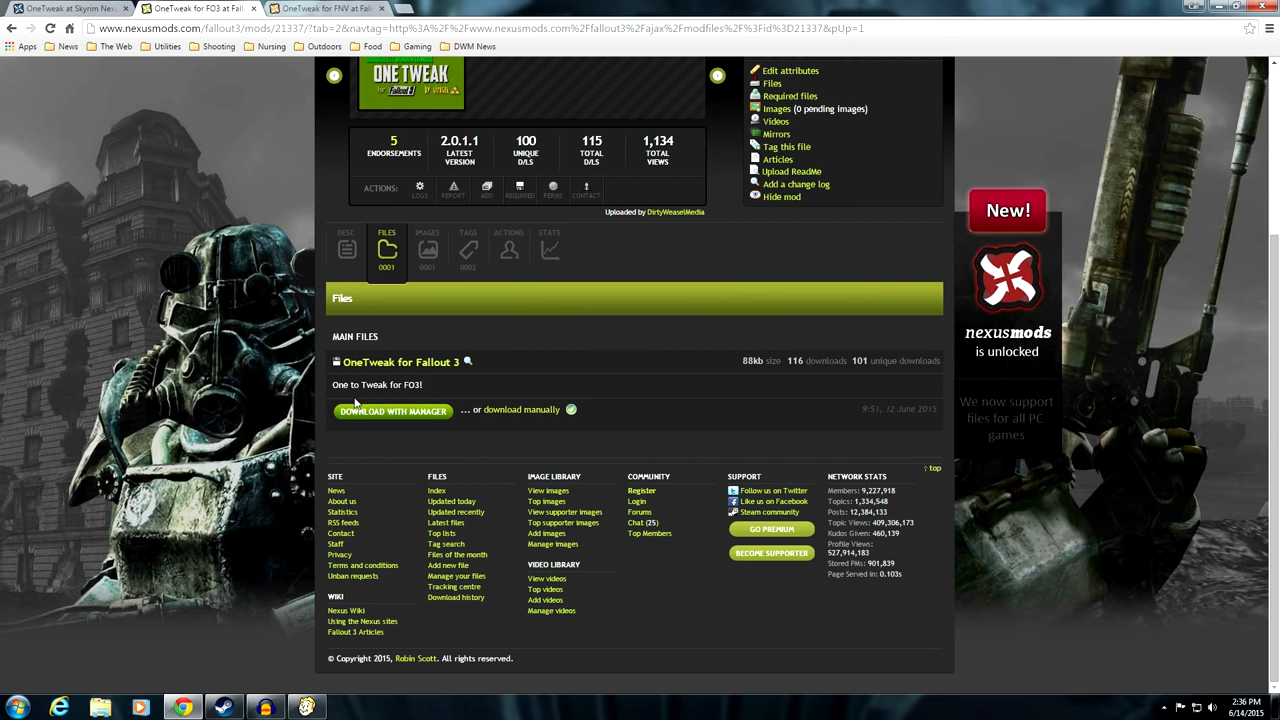 OneTweak at Skyrim Nexu
OneTweak for FO3 at Fall
OneTweak for FNV at Fall
www.nexusmods.com/fallout3/mods/21337/?tab=2&navtag=http%3A%2F%2Fwww.nexusmods.com%2Ffallout3%2Fajax%2Fmodfiles%2F%3Fid%3D21337&pUp=1
Apps News The Web Utilities Shooting Nursing Outdoors Food Gaming DWM News
ONE TWEAK
for Fallout 3
Edit attributes
Files
Required files
Images (0 pending images)
Videos
Mirrors
Tag this file
Articles
Upload ReadMe
Add a change log
Hide mod
5 2.0.1.1 100 115 1,134
ENDORSEMENTS LATEST VERSION UNIQUE D/LS TOTAL D/LS TOTAL VIEWS
ACTIONS: LOGS REPORT ADD REQUIRED PERMS CONTACT
Uploaded by DirtyWeaselMedia
DESC FILES IMAGES TAGS ACTIONS STATS
0001 0001 0002
Files
MAIN FILES
OneTweak for Fallout 3 88kb size 116 downloads 101 unique downloads
One to Tweak for FO3!
DOWNLOAD WITH MANAGER ... or download manually 9:51, 12 June 2015
New!
nexusmods
is unlocked
We now support
files for all PC
games
top
SITE
News
About us
Statistics
RSS feeds
Contact
Staff
Privacy
Terms and conditions
Unban requests
WIKI
Nexus Wiki
Using the Nexus sites
Fallout 3 Articles
FILES
Index
Updated today
Updated recently
Latest files
Top lists
Tag search
Files of the month
Add new file
Manage your files
Tracking centre
Download history
IMAGE LIBRARY
View images
Top images
View supporter images
Top supporter images
Add images
Manage images
VIDEO LIBRARY
View videos
Top videos
Add videos
Manage videos
COMMUNITY
Register
Login
Forums
Chat (25)
Top Members
SUPPORT
Follow us on Twitter
Like us on Facebook
Steam community
GO PREMIUM
BECOME SUPPORTER
NETWORK STATS
Members: 9,227,918
Topics: 1,334,548
Posts: 12,384,133
Topic Views: 409,306,173
Kudos Given: 460,139
Profile Views:
527,914,183
Stored PMs: 901,839
Page Served in: 0.103s
© Copyright 2015, Robin Scott. All rights reserved.
2:36 PM
6/14/2015